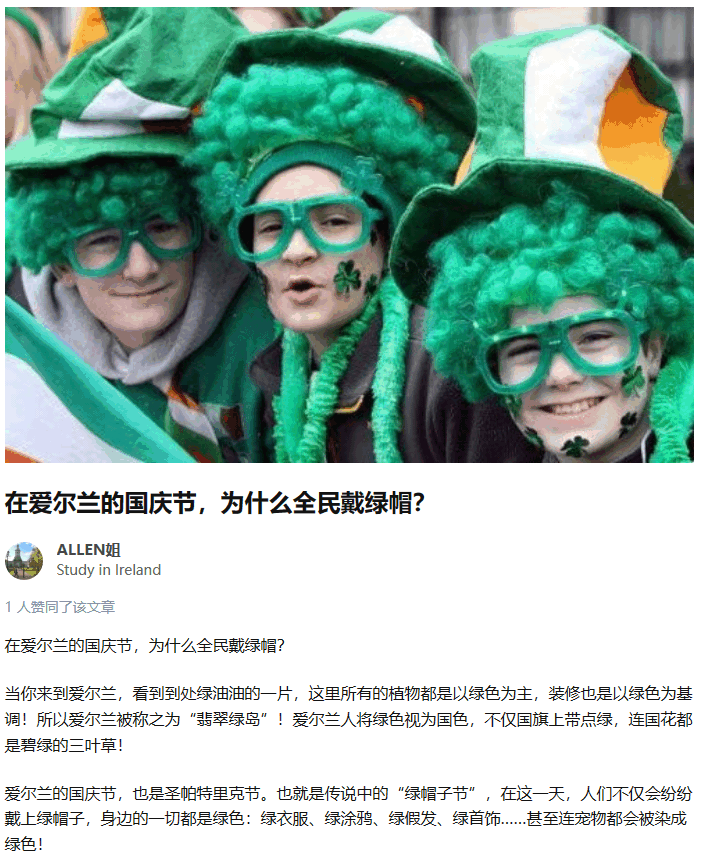 在爱尔兰的国庆节，为什么全民戴绿帽？
ALLEN姐
Study in Ireland
1 人赞同了该文章
在爱尔兰的国庆节，为什么全民戴绿帽？
当你来到爱尔兰，看到到处绿油油的一片，这里所有的植物都是以绿色为主，装修也是以绿色为基
调！所以爱尔兰被称之为“翡翠绿岛”！爱尔兰人将绿色视为国色，不仅国旗上带点绿，连国花都
是碧绿的三叶草！
爱尔兰的国庆节，也是圣帕特里克节。也就是传说中的“绿帽子节”，在这一天，人们不仅会纷纷
戴上绿帽子，身边的一切都是绿色：绿衣服、绿涂鸦、绿假发、绿首饰……甚至连宠物都会被染成
绿色！